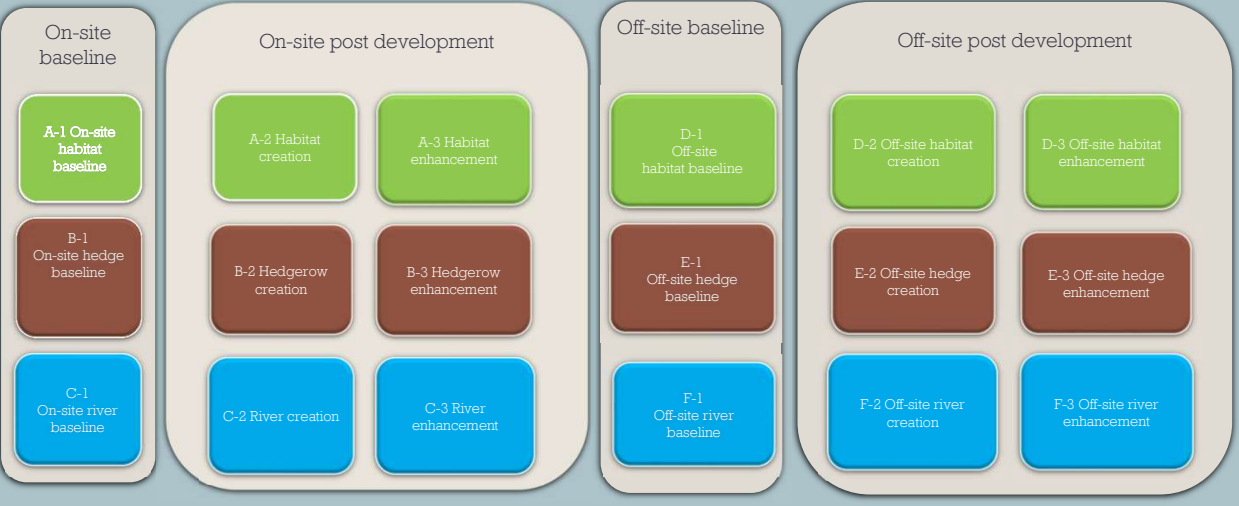 On-site
baseline
On-site post development
Off-site baseline
Off-site post development
A-1 On-site
habitat
baseline
A-2 Habitat
creation
A-3 Habitat
enhancement
D-1
Off-site
habitat baseline
D-2 Off-site habitat
creation
D-3 Off-site habitat
enhancement
B-1
On-site hedge
baseline
B-2 Hedgerow
creation
B-3 Hedgerow
enhancement
E-1
Off-site hedge
baseline
E-2 Off-site hedge
creation
E-3 Off-site hedge
enhancement
C-1
On-site river
baseline
C-2 River creation
C-3 River
enhancement
F-1
Off-site river
baseline
F-2 Off-site river
creation
F-3 Off-site river
enhancement